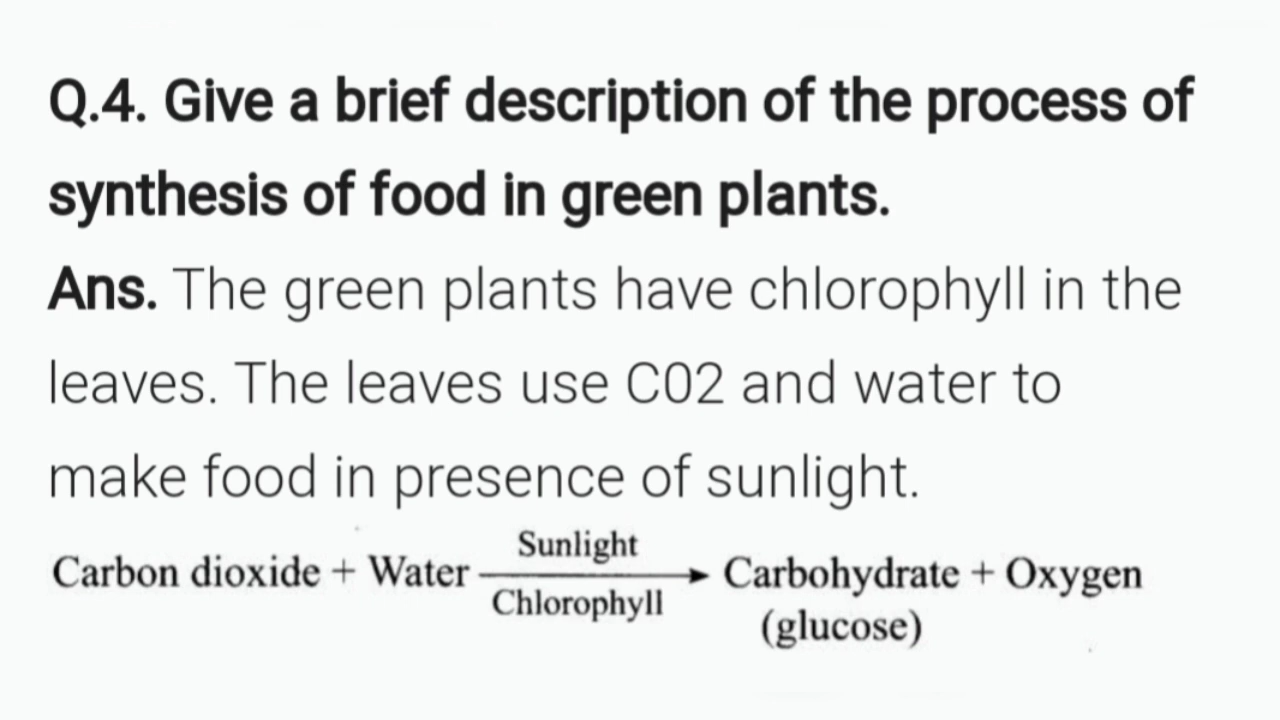 Q.4. Give a brief description of the process of
synthesis of food in green plants.
Ans. The green plants have chlorophyll in the
leaves. The leaves use C02 and water to
make food in presence of sunlight.
Sunlight
Carbon dioxide + Water → Carbohydrate + Oxygen
Chlorophyll
(glucose)